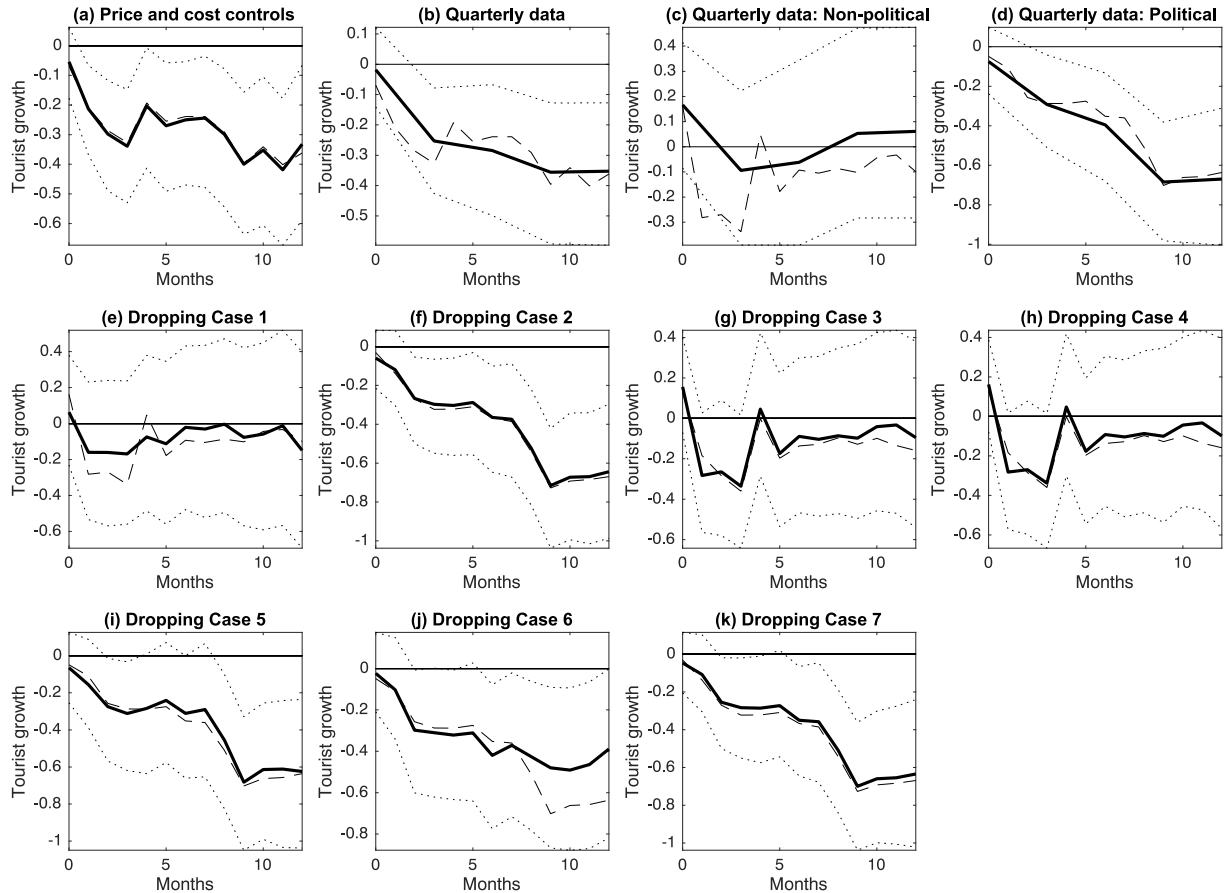 (a) Price and cost controls
0
-0.1
-0.2
-0.3
-0.4
-0.5
-0.6
Tourist growth
0 5 10
Months
(b) Quarterly data
0.1
0
-0.1
-0.2
-0.3
-0.4
-0.5
Tourist growth
0 5 10
Months
(c) Quarterly data: Non-political
0.4
0.3
0.2
0.1
0
-0.1
-0.2
-0.3
Tourist growth
0 5 10
Months
(d) Quarterly data: Political
0
-0.2
-0.4
-0.6
-0.8
-1
Tourist growth
0 5 10
Months
(e) Dropping Case 1
0.4
0.2
0
-0.2
-0.4
-0.6
Tourist growth
0 5 10
Months
(f) Dropping Case 2
0
-0.2
-0.4
-0.6
-0.8
-1
Tourist growth
0 5 10
Months
(g) Dropping Case 3
0.4
0.2
0
-0.2
-0.4
-0.6
Tourist growth
0 5 10
Months
(h) Dropping Case 4
0.4
0.2
0
-0.2
-0.4
-0.6
Tourist growth
0 5 10
Months
(i) Dropping Case 5
0
-0.2
-0.4
-0.6
-0.8
-1
Tourist growth
0 5 10
Months
(j) Dropping Case 6
0
-0.2
-0.4
-0.6
-0.8
Tourist growth
0 5 10
Months
(k) Dropping Case 7
0
-0.2
-0.4
-0.6
-0.8
-1
Tourist growth
0 5 10
Months